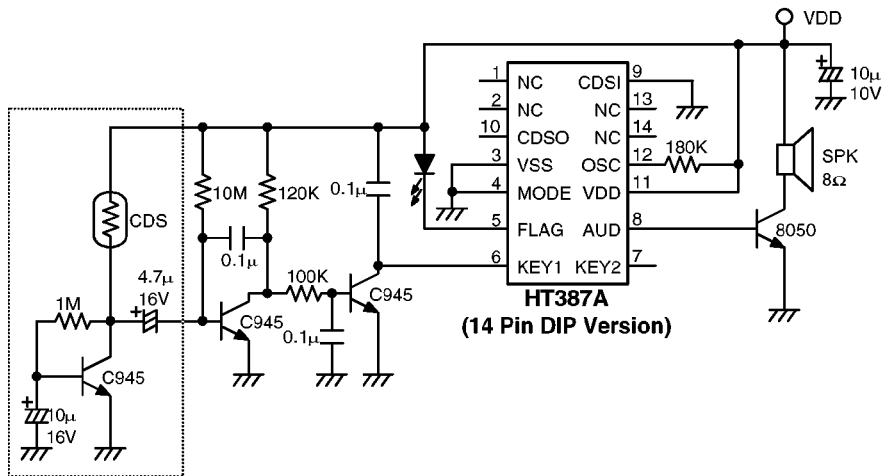 VDD
10μ
10V
1 NC CDSI 9
2 NC NC 13
10 CDSO NC 14
3 VSS OSC 12
180K
4 MODE VDD 11
5 FLAG AUD 8
6 KEY1 KEY2 7
HT387A
(14 Pin DIP Version)
SPK
8Ω
8050
10M
120K
0.1μ
CDS
0.1μ
4.7μ
16V
100K
1M
C945
C945
0.1μ
C945
10μ
16V